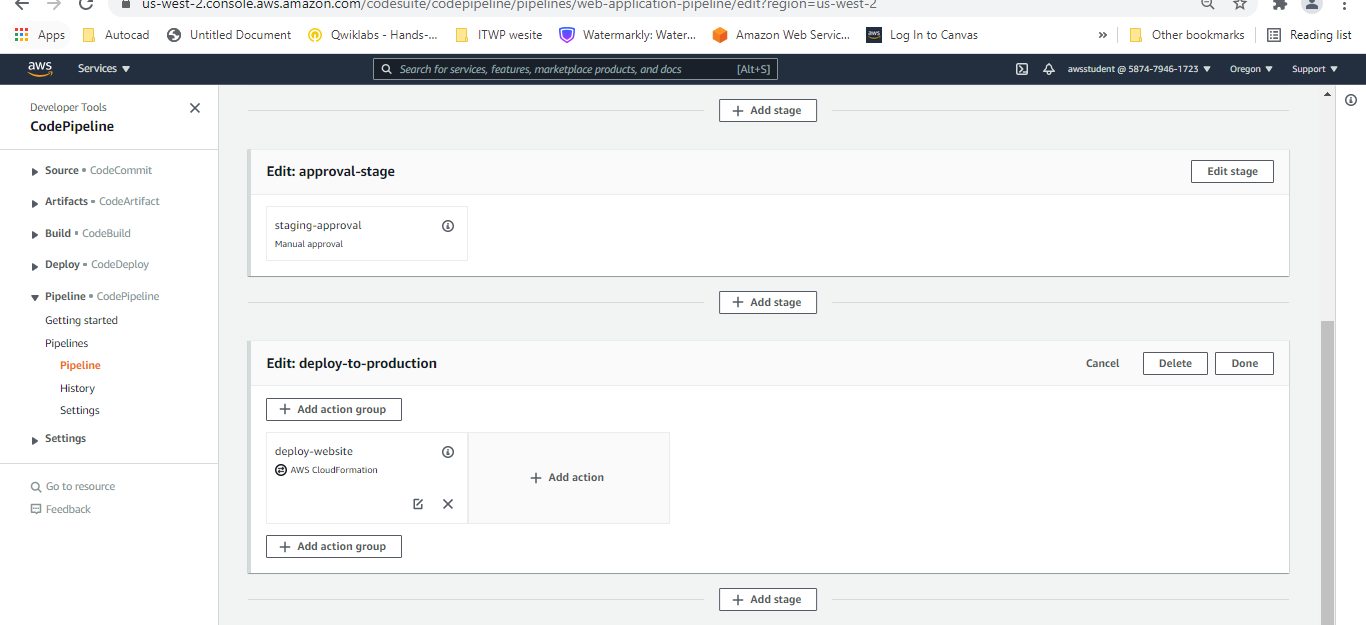 us-west-2.console.aws.amazon.com/codesuite/codepipeline/pipelines/web-application-pipeline/edit?region=us-west-2
Apps Autocad Untitled Document Qwiklabs - Hands-... ITWP wesite Watermarkly: Water... Amazon Web Servic... aws Log In to Canvas » Other bookmarks Reading list
aws Services ▼ Search for services, features, marketplace products, and docs [Alt+S] awsstudent @ 5874-7946-1723 ▼ Oregon ▼ Support ▼
Developer Tools
CodePipeline
Source • CodeCommit
Artifacts • CodeArtifact
Build • CodeBuild
Deploy • CodeDeploy
Pipeline • CodePipeline
Getting started
Pipelines
Pipeline
History
Settings
Settings
Go to resource
Feedback
+ Add stage
Edit: approval-stage Edit stage
staging-approval
Manual approval
+ Add stage
Edit: deploy-to-production Cancel Delete Done
+ Add action group
deploy-website
AWS CloudFormation
+ Add action
+ Add action group
+ Add stage